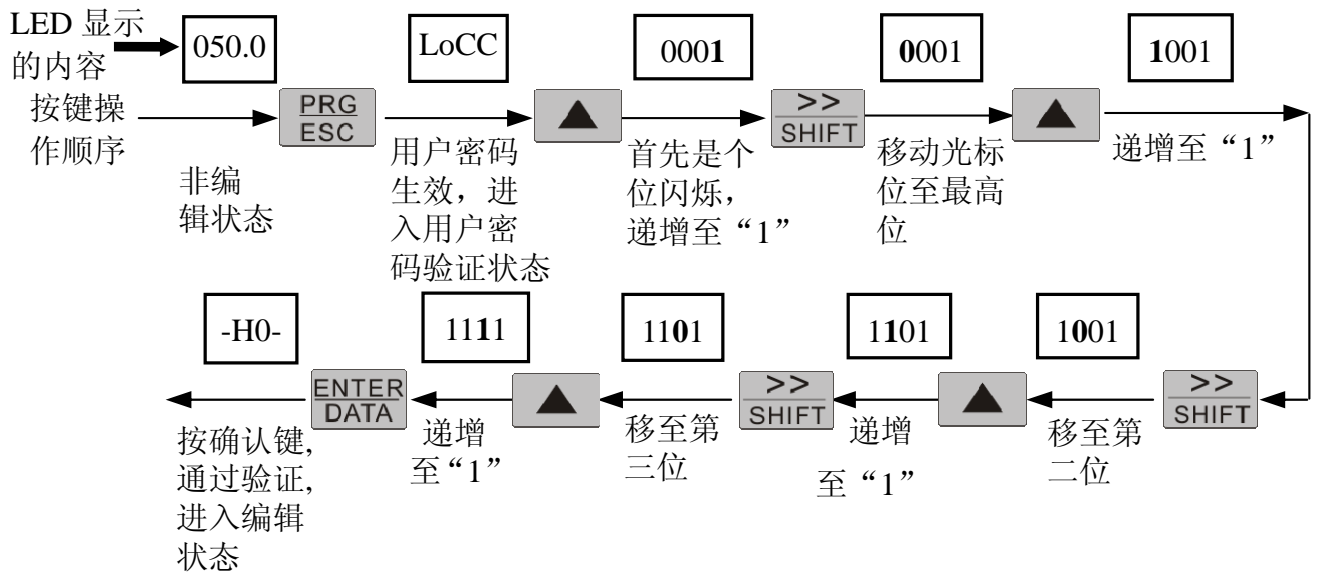 LED 显示
的内容
050.0
LoCC
0001
0001
1001
按键操
作顺序
PRG
ESC
>>
SHIFT
非编
辑状态
用户密码
生效，进
入用户密
码验证状态
首先是个
位闪烁，
递增至“1”
移动光标
位至最高
位
递增至“1”
-H0-
1111
1101
1101
1001
ENTER
DATA
>>
SHIFT
>>
SHIFT
按确认键,
通过验证,
进入编辑
状态
递增
至“1”
移至第
三位
递增
至“1”
移至第
二位